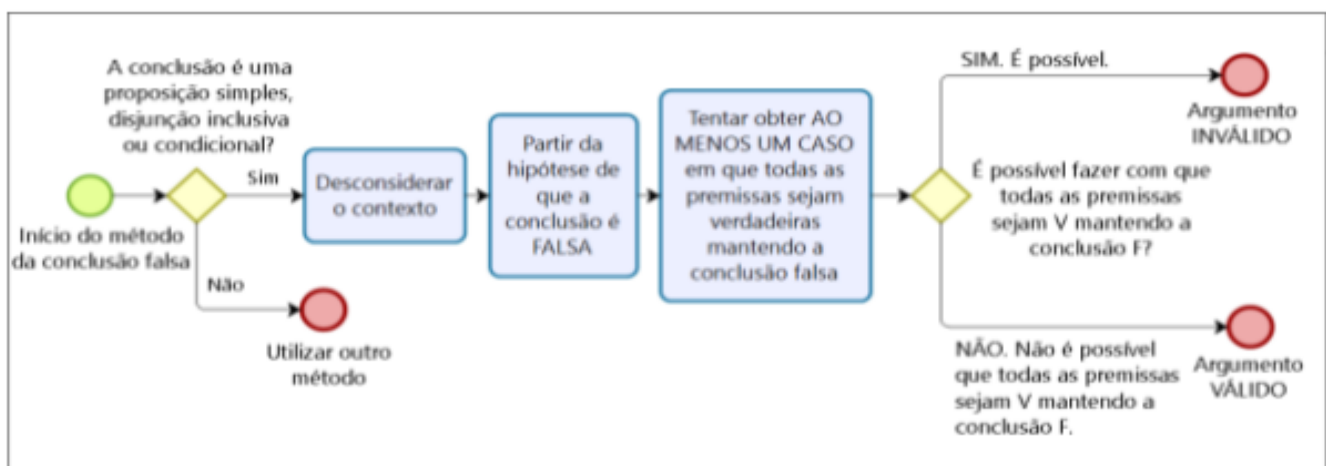 A conclusão é uma
proposição simples,
disjunção inclusiva
ou condicional?
Início do método
da conclusão falsa
Sim
Não
Utilizar outro
método
Desconsiderar
o contexto
Partir da
hipótese de
que a
conclusão é
FALSA
Tentar obter AO
MENOS UM CASO
em que todas as
premissas sejam
verdadeiras
mantendo a
conclusão falsa
É possível fazer com que
todas as premissas
sejam V mantendo a
conclusão F?
SIM. É possível.
Argumento
INVÁLIDO
NÃO. Não é possível
que todas as premissas
sejam V mantendo a
conclusão F.
Argumento
VÁLIDO